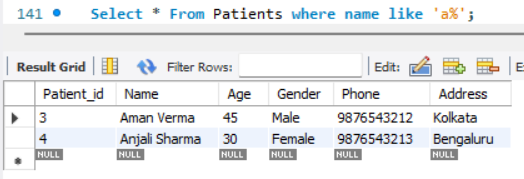 141 Select * From Patients where name like 'a%';
Result Grid Filter Rows: Edit: E
Patient_id Name Age Gender Phone Address
3 Aman Verma 45 Male 9876543212 Kolkata
4 Anjali Sharma 30 Female 9876543213 Bengaluru
NULL NULL NULL NULL NULL NULL